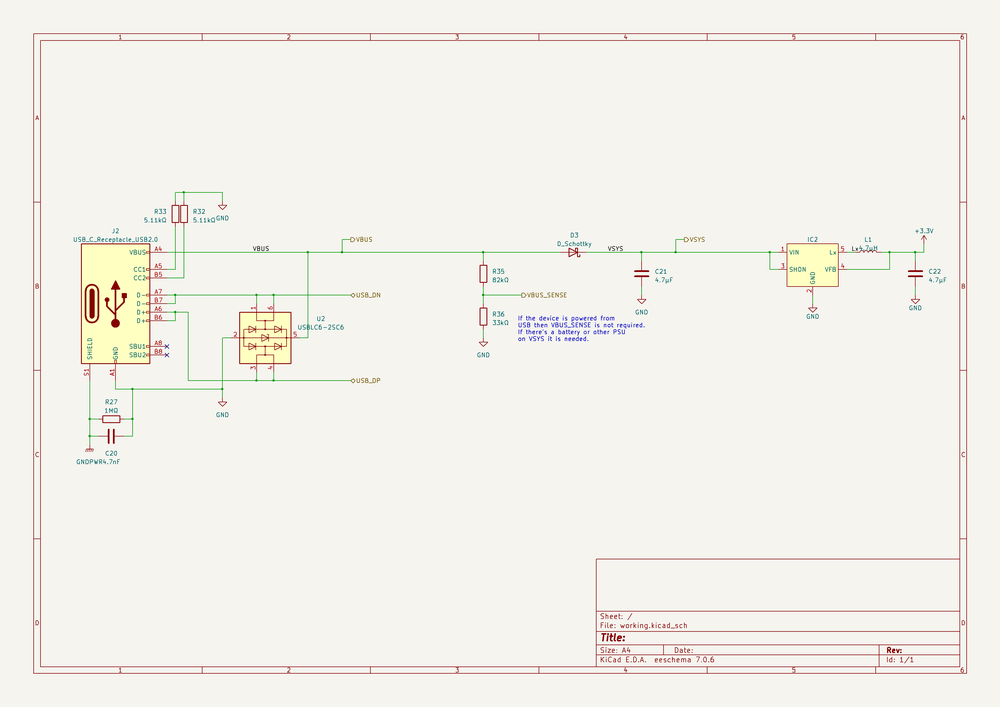 1 2 3 4 5 6
A
A
B
B
C
C
D
D
R33
5.11kΩ
R32
5.11kΩ
GND
J2
USB_C_Receptacle_USB2.0
VBUS
A4
CC1
A5
CC2
B5
D-
A7
D-
B7
D+
A6
D+
B6
SBU1
A8
SBU2
B8
SHIELD
GND
S1
A1
VBUS
VBUS
USB_DN
U2
USBLC6-2SC6
1
6
2
5
3
4
USB_DP
GND
R27
1MΩ
C20
4.7nF
GNDPWR
D3
D_Schottky
R35
82kΩ
VBUS_SENSE
R36
33kΩ
GND
If the device is powered from
USB then VBUS_SENSE is not required.
If there's a battery or other PSU
on VSYS it is needed.
VSYS
VSYS
C21
4.7µF
GND
IC2
1
VIN
3
SHDN
Lx
5
VFB
4
GND
2
GND
Lx
L1
4.7µH
+3.3V
C22
4.7µF
GND
Sheet: /
File: working.kicad_sch
Title:
Size: A4
Date:
Rev:
KiCad E.D.A. eeschema 7.0.6
Id: 1/1
1 2 3 4 5 6